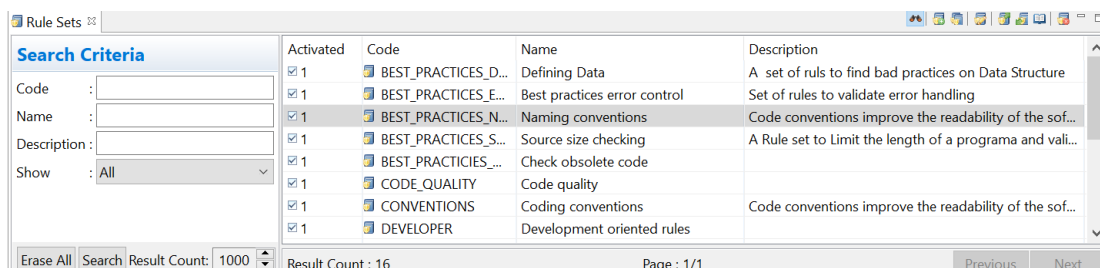 Rule Sets
Search Criteria
Code :
Name :
Description :
Show : All
Erase All Search Result Count: 1000
Activated Code Name Description
1 BEST_PRACTICES_D... Defining Data A set of ruls to find bad practices on Data Structure
1 BEST_PRACTICES_E... Best practices error control Set of rules to validate error handling
1 BEST_PRACTICES_N... Naming conventions Code conventions improve the readability of the sof...
1 BEST_PRACTICES_S... Source size checking A Rule set to Limit the length of a programa and vali...
1 BEST_PRACTICIES_... Check obsolete code
1 CODE_QUALITY Code quality
1 CONVENTIONS Coding conventions Code conventions improve the readability of the sof...
1 DEVELOPER Development oriented rules
Result Count : 16 Page : 1/1 Previous Next